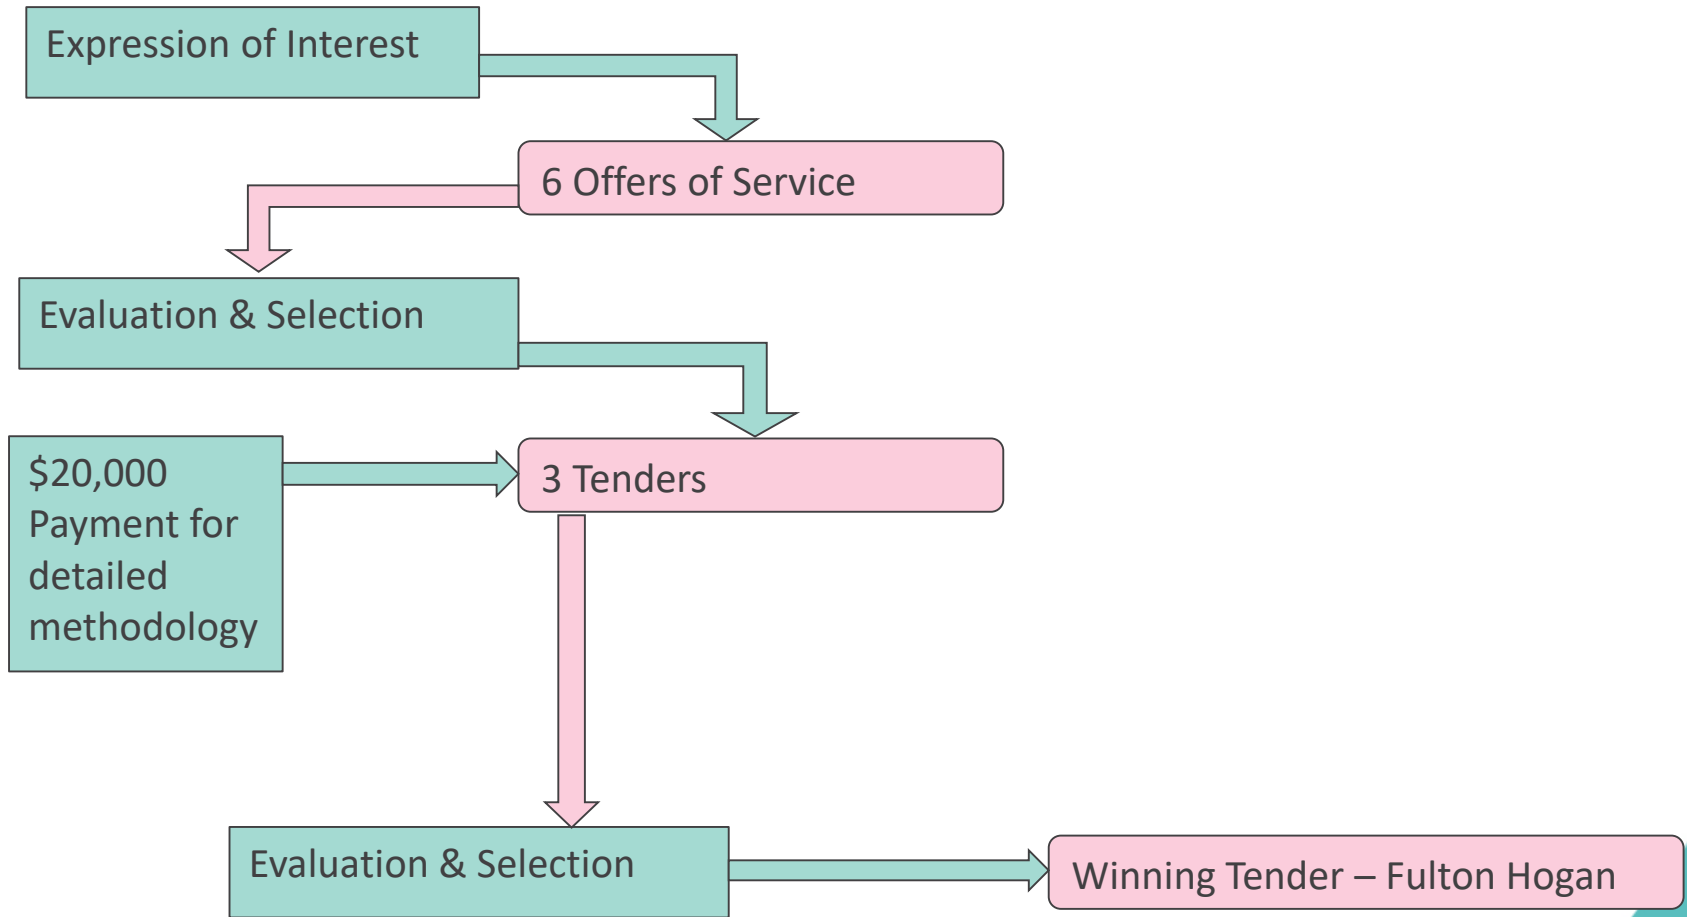 Expression of Interest
6 Offers of Service
Evaluation & Selection
$20,000
Payment for
detailed
methodology
3 Tenders
Evaluation & Selection
Winning Tender – Fulton Hogan